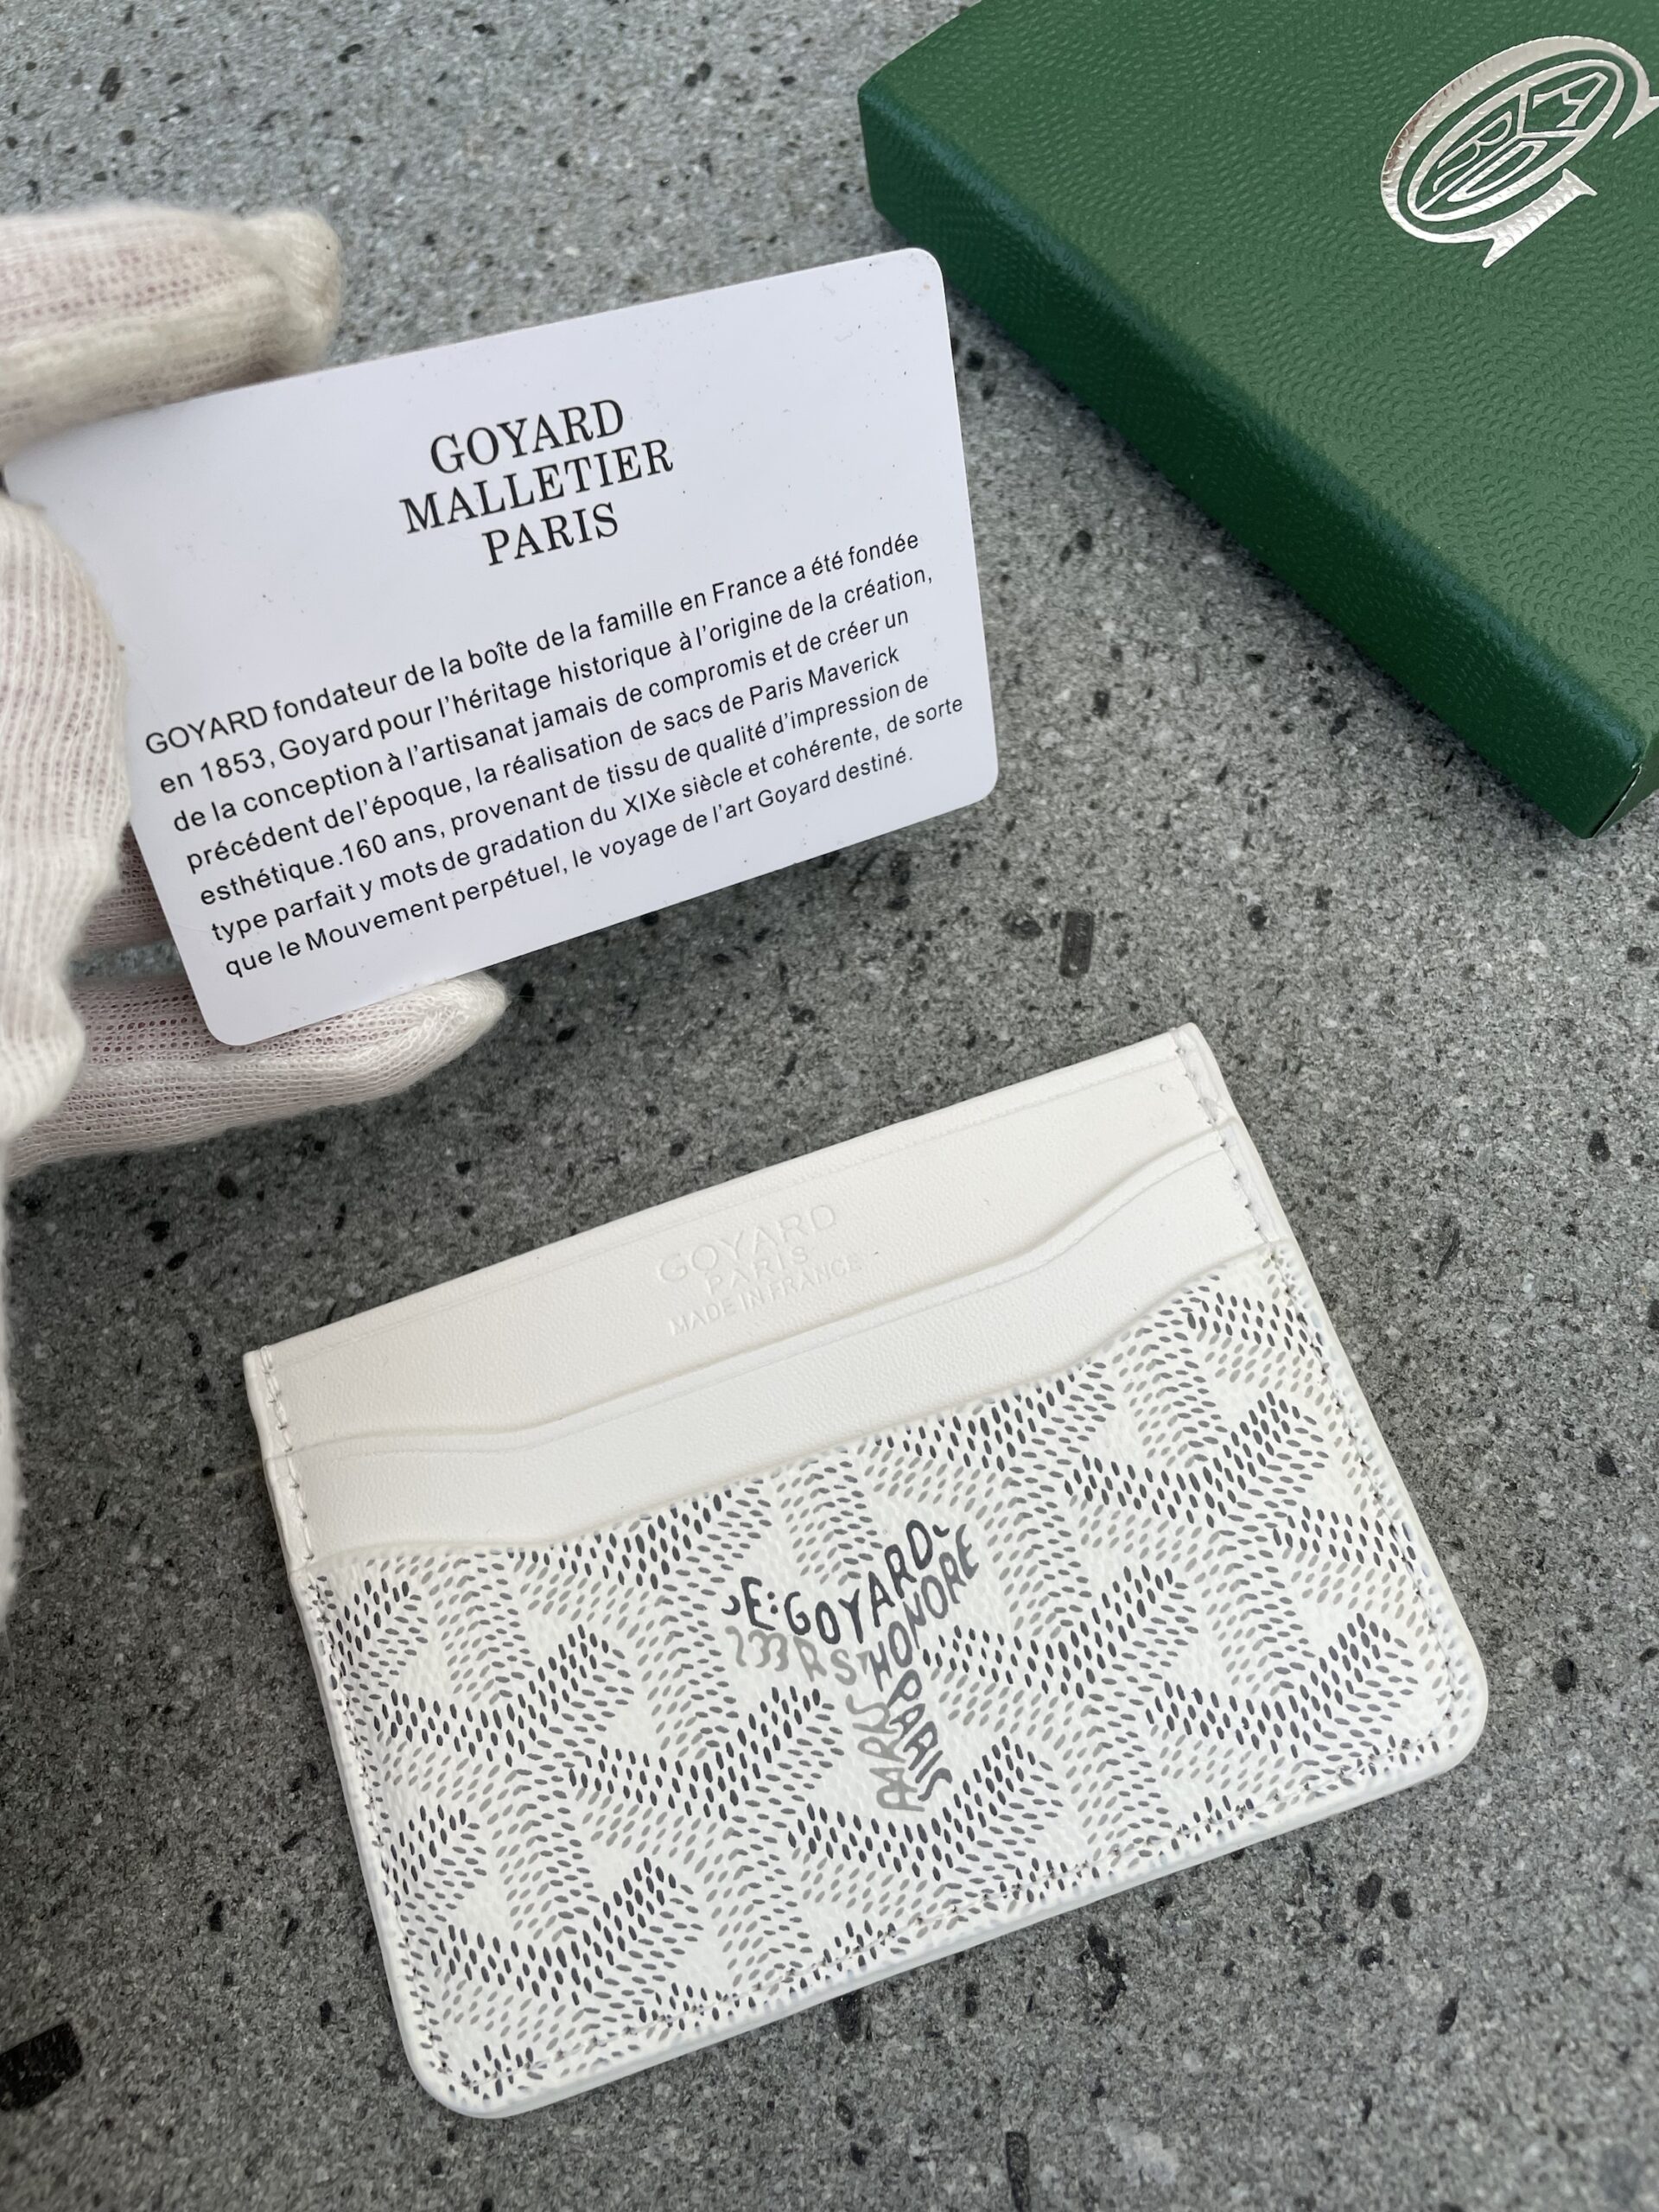 GOYARD
GOYARD
MALLETIER
PARIS
GOYARD fondateur de la boîte de la famille en France a été fondée
en 1853, Goyard pour l'héritage historique à l'origine de la création,
de la conception à l'artisanat jamais de compromis et de créer un
précédent de l'époque, la réalisation de sacs de Paris Maverick
esthétique.160 ans, provenant de tissu de qualité d'impression de
type parfait y mots de gradation du XIXe siècle et cohérente, de sorte
que le Mouvement perpétuel, le voyage de l'art Goyard destiné.
GOYARD
PARIS
MADE IN FRANCE
E·GOYARD
233 R ST HONORE
PARIS PARIS